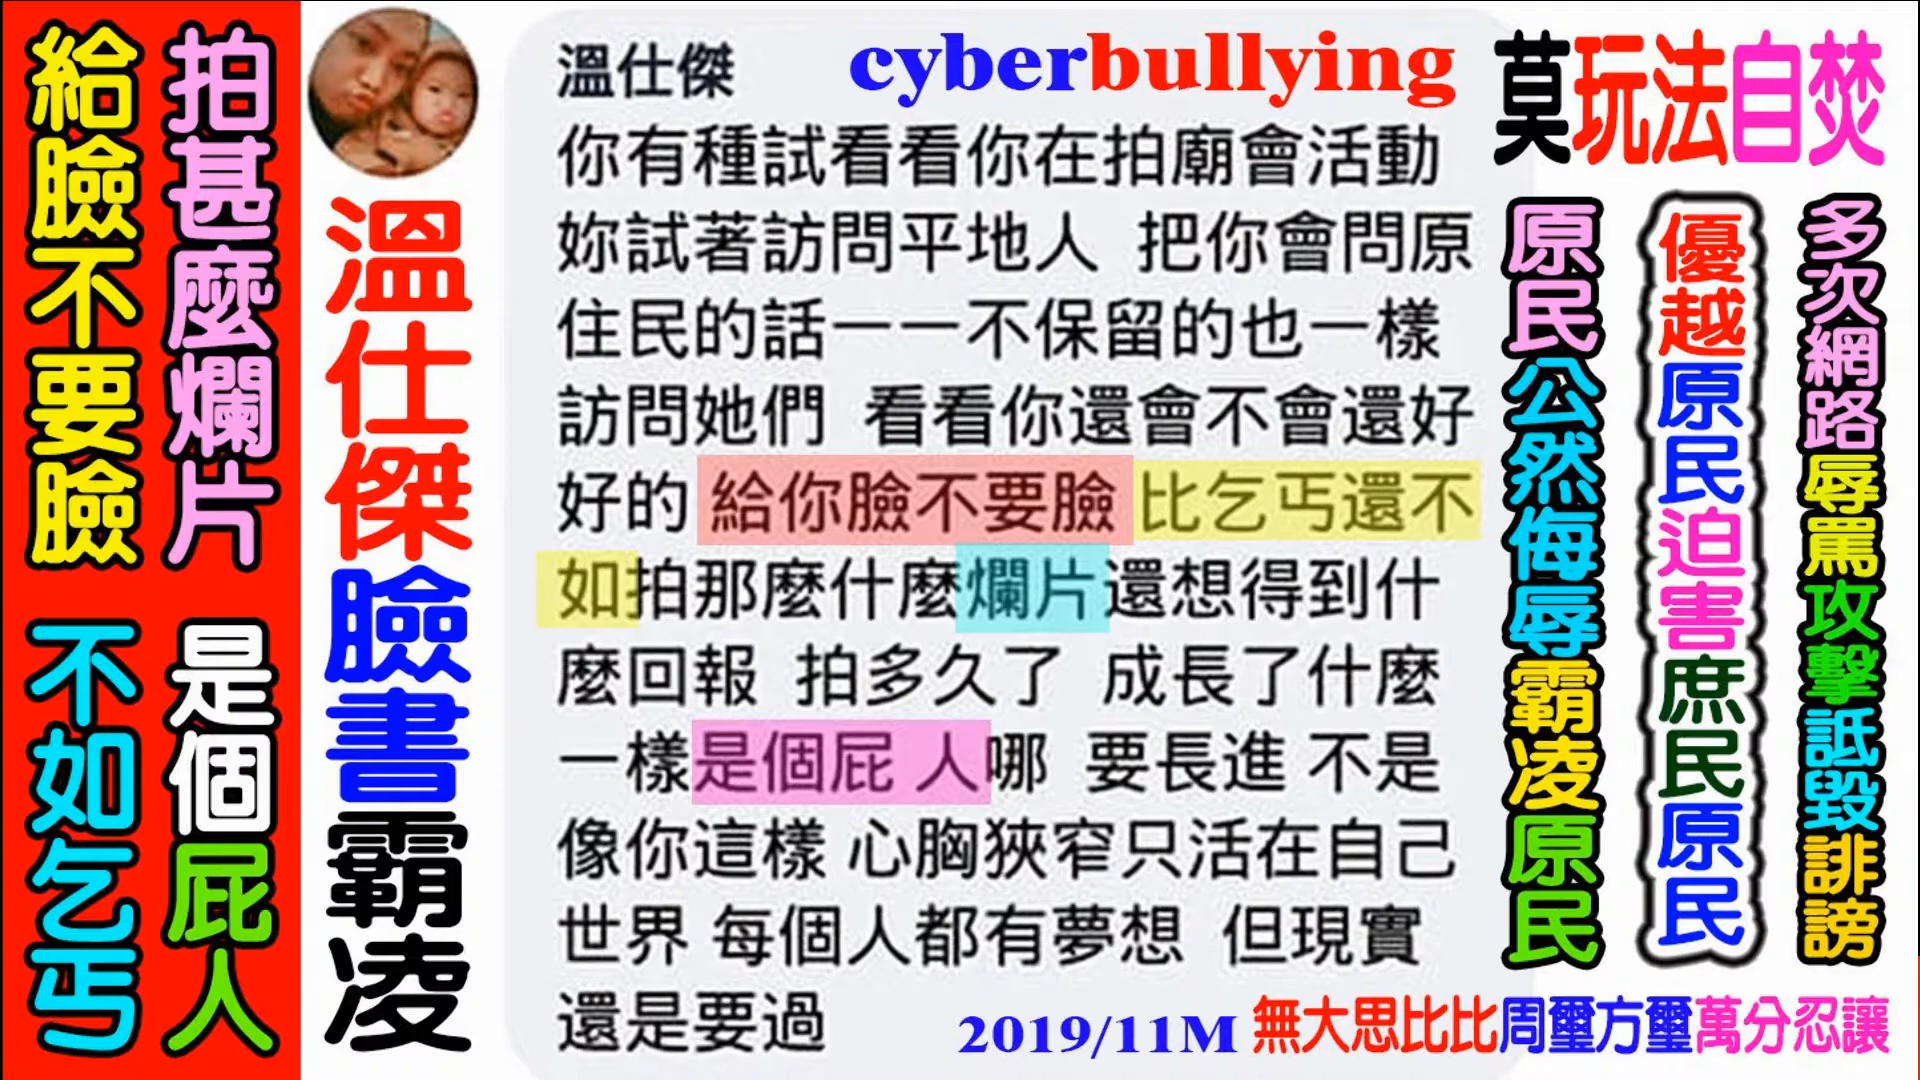 給臉不要臉 不如乞丐
拍甚麼爛片 是個屁人
溫仕傑臉書霸凌
溫仕傑
cyberbullying
你有種試看看你在拍廟會活動
妳試著訪問平地人 把你會問原
住民的話一一不保留的也一樣
訪問她們 看看你還會不會還好
好的 給你臉不要臉 比乞丐還不
如拍那麼什麼爛片還想得到什
麼回報 拍多久了 成長了什麼
一樣是個屁 人哪 要長進 不是
像你這樣 心胸狹窄只活在自己
世界 每個人都有夢想 但現實
還是要過
莫玩法自焚
原民公然侮辱霸凌原民
優越原民迫害庶民原民
多次網路辱罵攻擊詆毀誹謗
2019/11M 無大思比比周璽方璽萬分忍讓